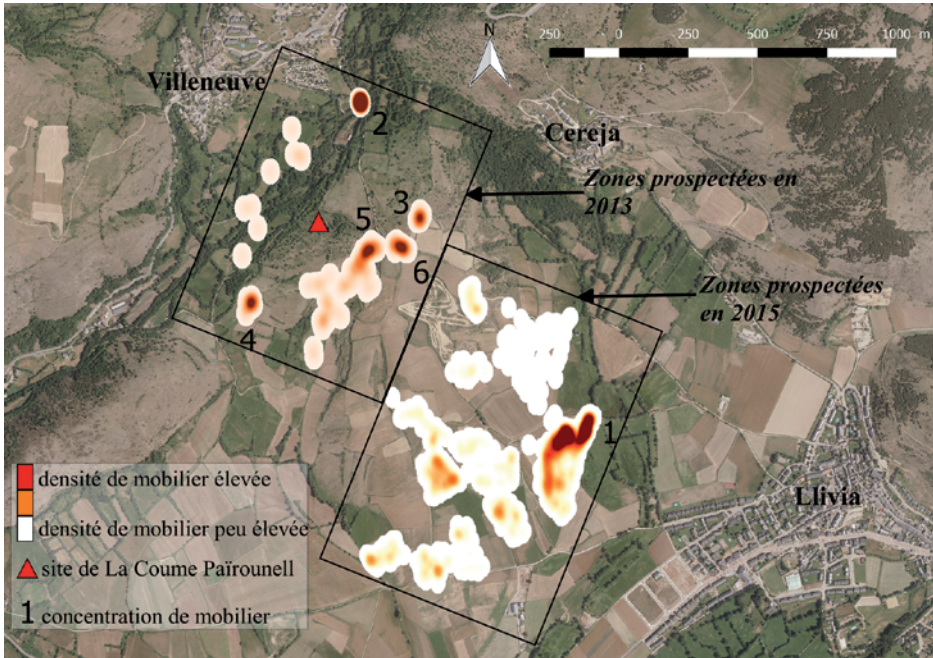 N
250 0 250 500 750 1000 m
Villeneuve
2
Cereja
Zones prospectées en
2013
3
5
6
Zones prospectées
en 2015
4
1
Llivia
densité de mobilier élevée
densité de mobilier peu élevée
site de La Coume Païrounell
1 concentration de mobilier